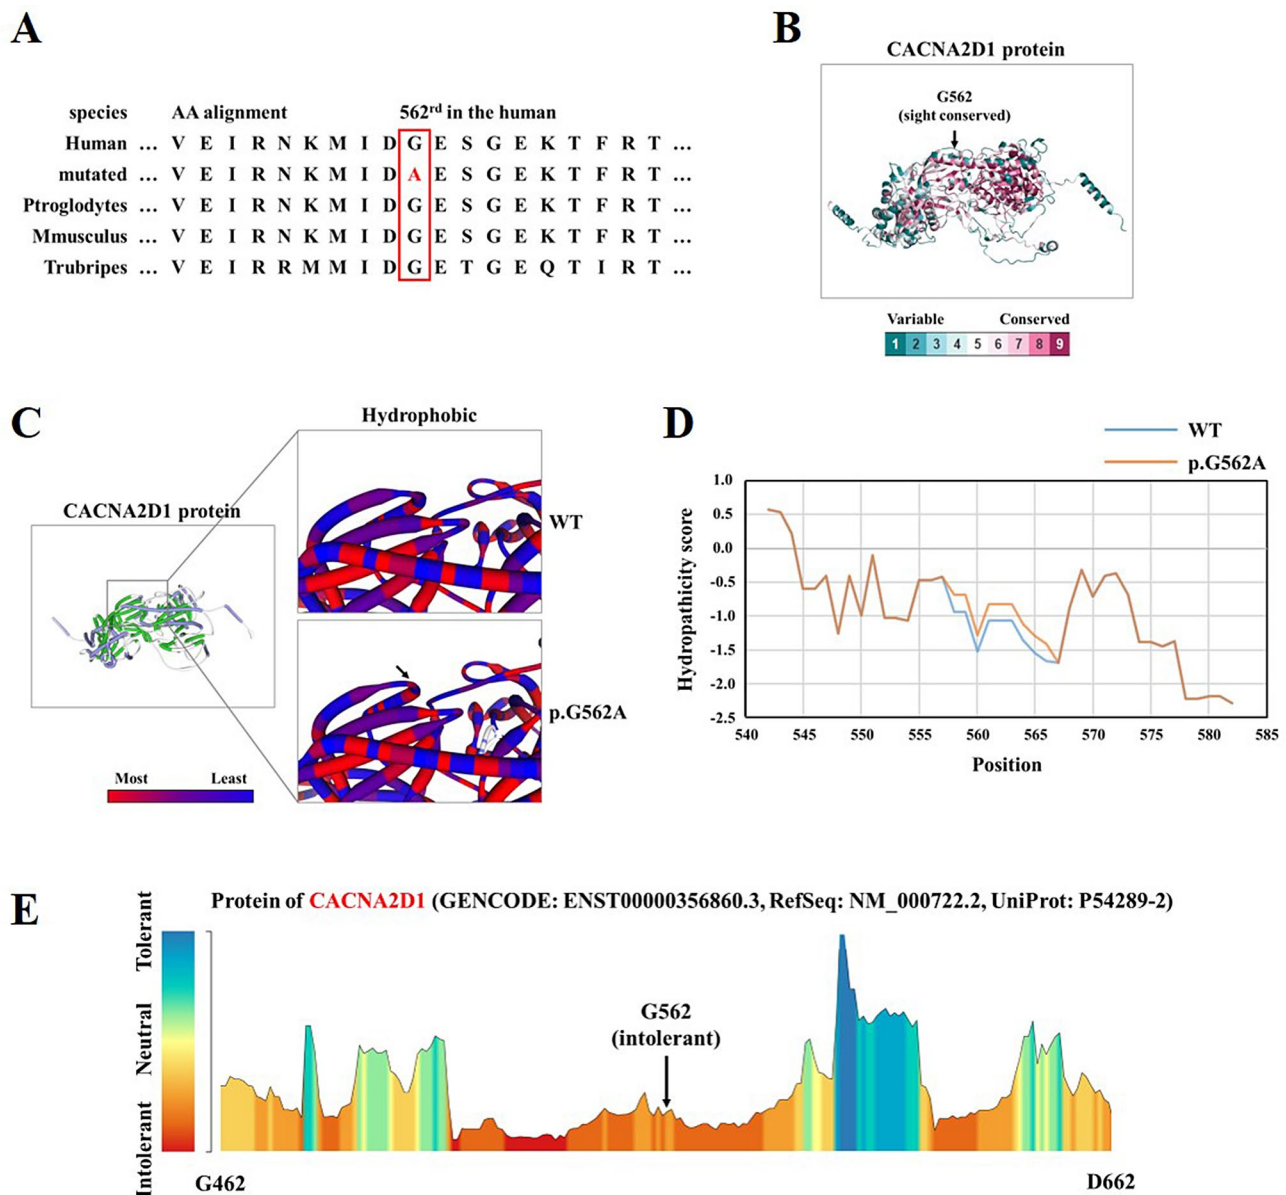 A
species AA alignment 562rd in the human
Human ... V E I R N K M I D G E S G E K T F R T ...
mutated ... V E I R N K M I D A E S G E K T F R T ...
Ptroglodytes ... V E I R N K M I D G E S G E K T F R T ...
Mmusculus ... V E I R N K M I D G E S G E K T F R T ...
Trubripes ... V E I R R M M I D G E T G E Q T I R T ...
B
CACNA2D1 protein
G562
(sight conserved)
Variable Conserved
1 2 3 4 5 6 7 8 9
C
Hydrophobic
CACNA2D1 protein
WT
p.G562A
Most Least
D
WT
p.G562A
Hydropathicity score
1.0
0.5
0.0
-0.5
-1.0
-1.5
-2.0
-2.5
540 545 550 555 560 565 570 575 580 585
Position
E
Protein of CACNA2D1 (GENCODE: ENST00000356860.3, RefSeq: NM_000722.2, UniProt: P54289-2)
Tolerant
Neutral
Intolerant
G562
(intolerant)
G462 D662